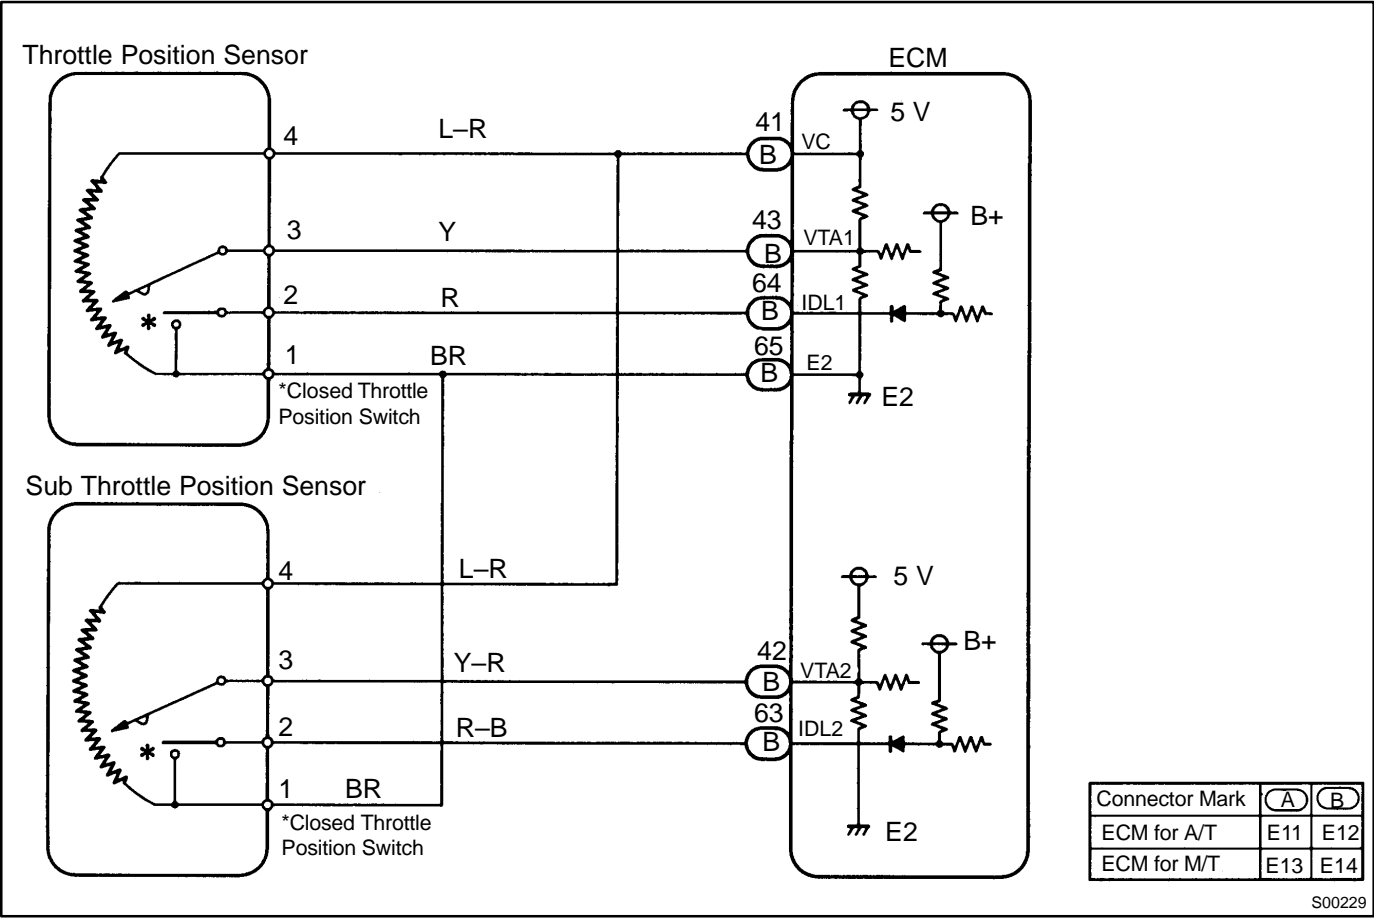 Throttle Position Sensor
ECM
5 V
4
L–R
41
B
VC
B+
3
Y
43
B
VTA1
2
R
64
B
IDL1
*
1
BR
65
B
E2
E2
*Closed Throttle
Position Switch
Sub Throttle Position Sensor
4
L–R
5 V
B+
3
Y–R
42
B
VTA2
2
R–B
63
B
IDL2
*
1
BR
E2
*Closed Throttle
Position Switch
Connector Mark A B
ECM for A/T E11 E12
ECM for M/T E13 E14
S00229